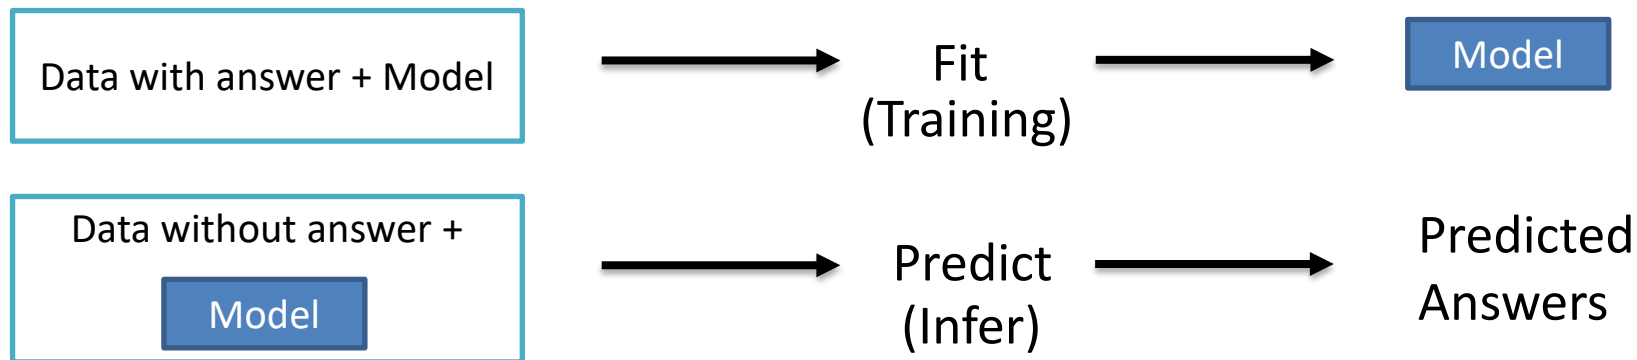 Data with answer + Model
Fit
(Training)
Model
Data without answer +
Model
Predict
(Infer)
Predicted
Answers